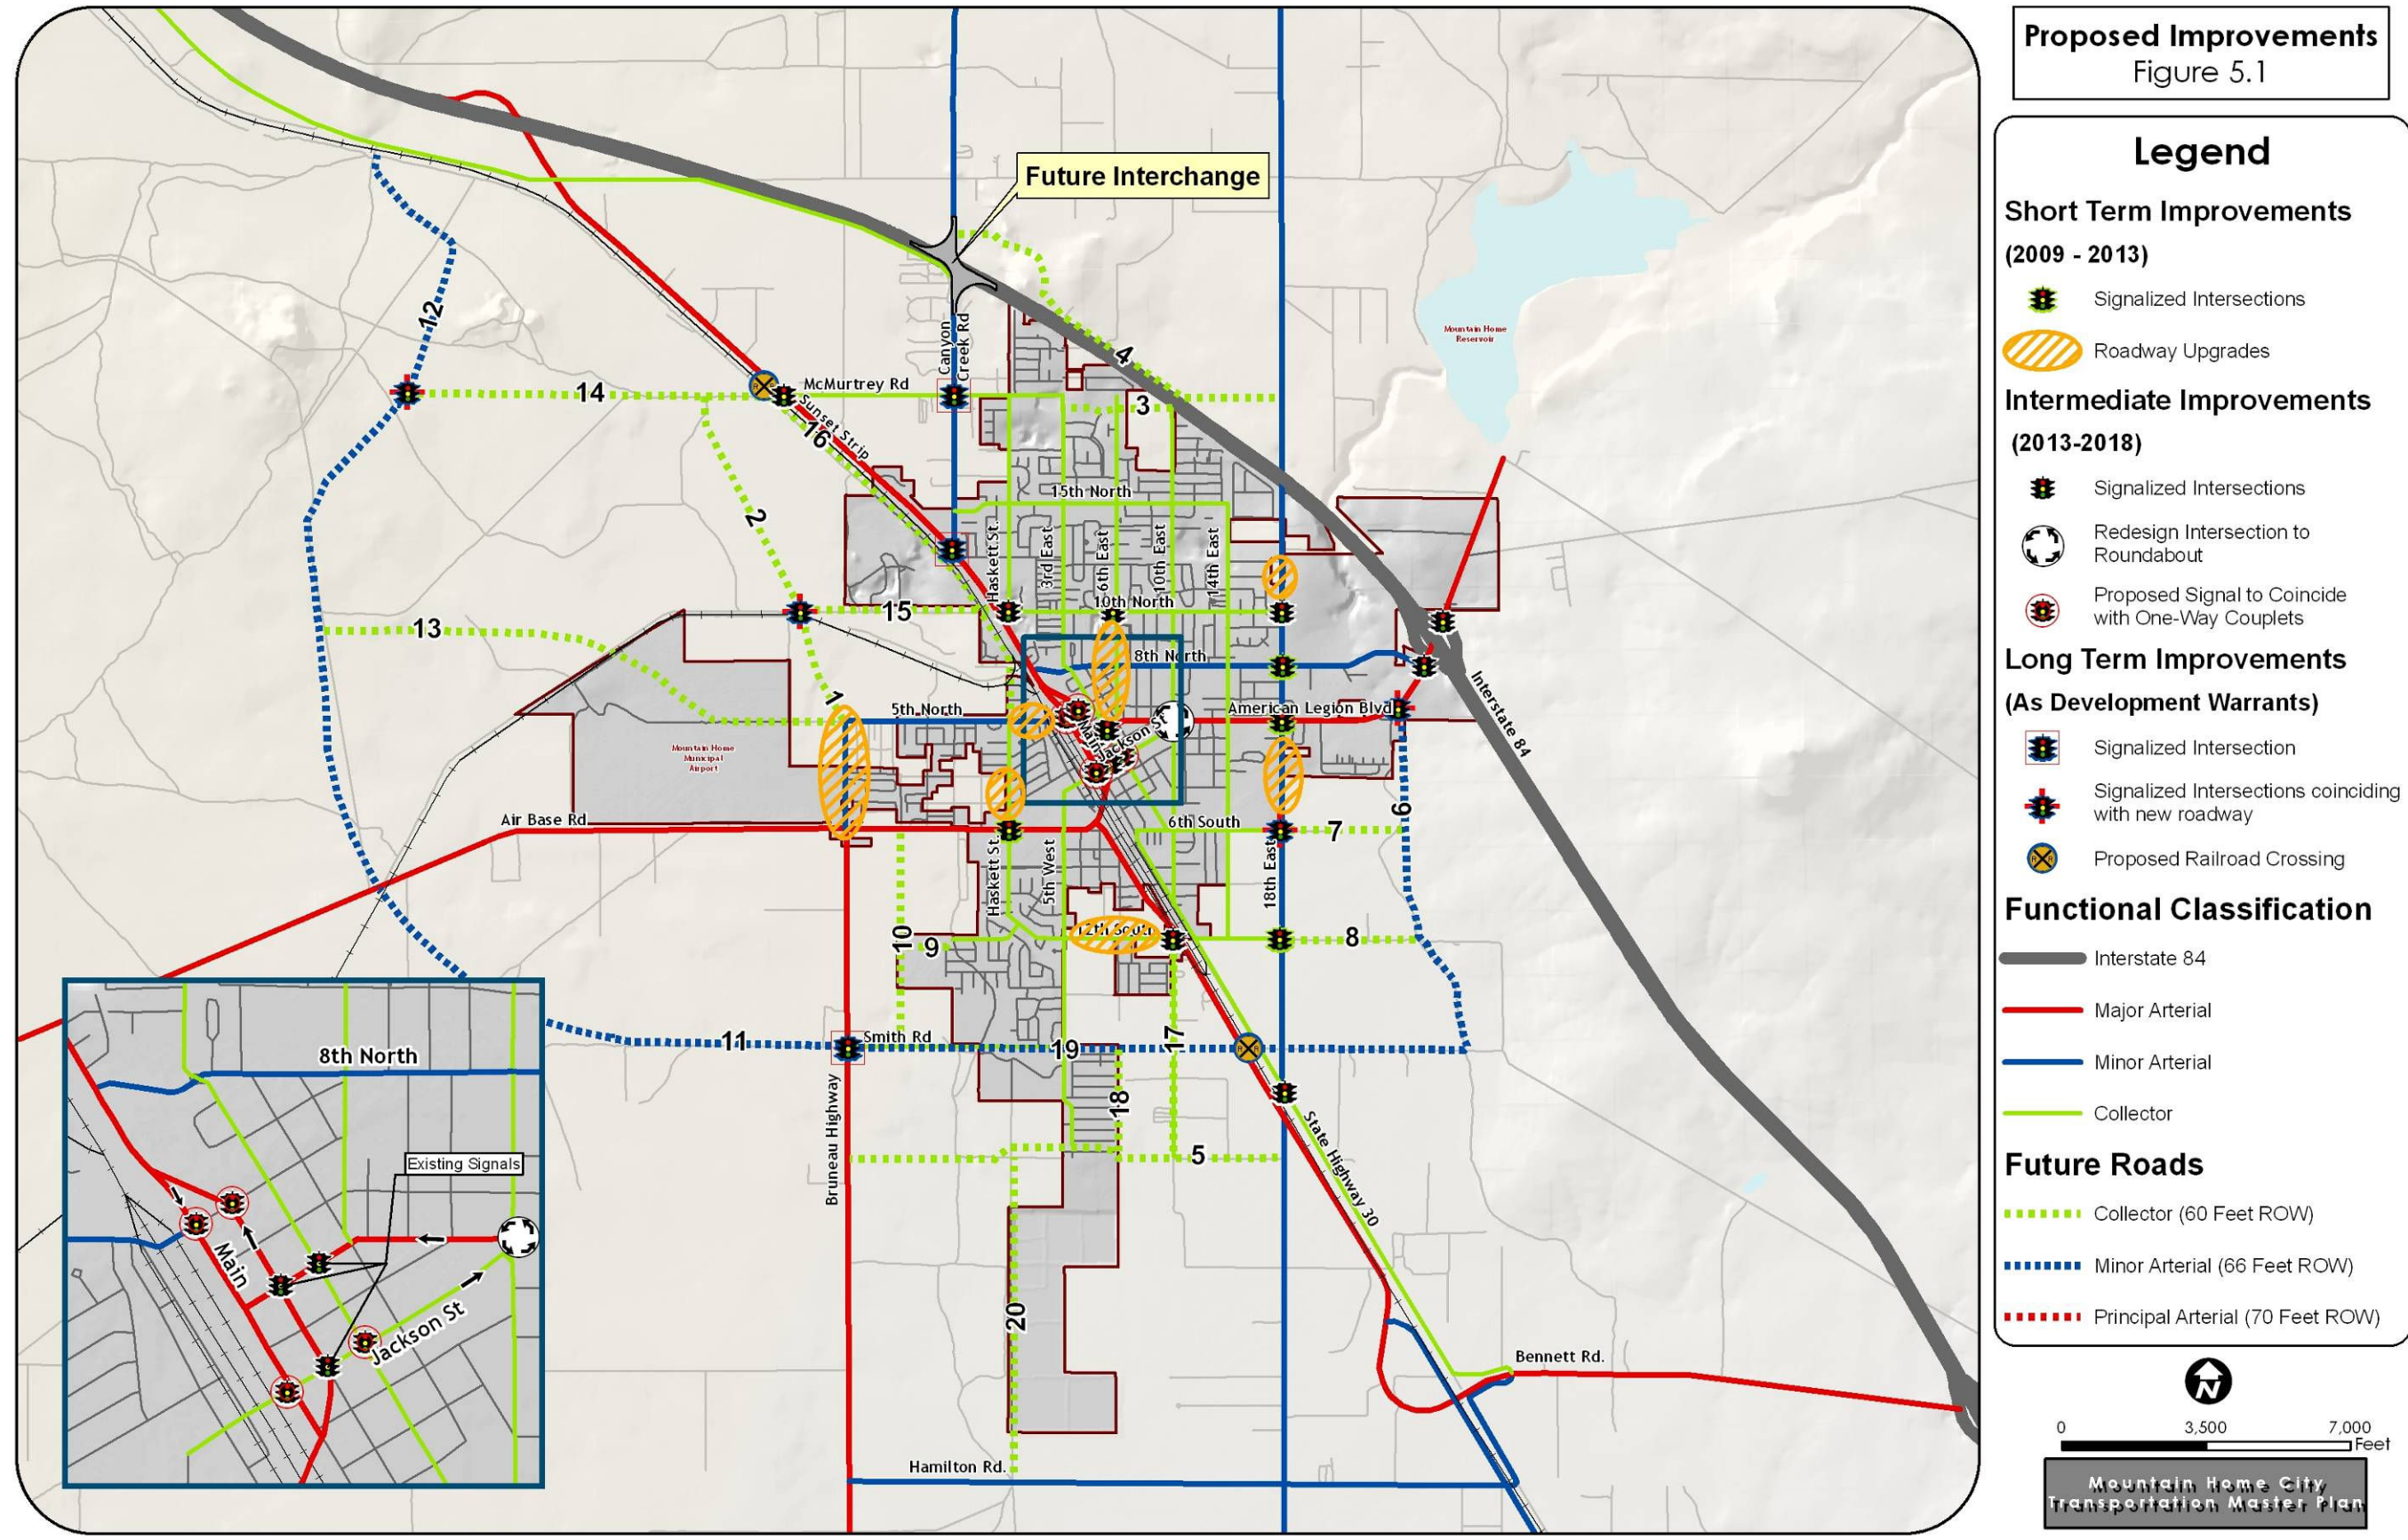 Proposed Improvements
Figure 5.1
Legend
Short Term Improvements
(2009 - 2013)
Signalized Intersections
Roadway Upgrades
Intermediate Improvements
(2013-2018)
Signalized Intersections
Redesign Intersection to
Roundabout
Proposed Signal to Coincide
with One-Way Couplets
Long Term Improvements
(As Development Warrants)
Signalized Intersection
Signalized Intersections coinciding
with new roadway
Proposed Railroad Crossing
Functional Classification
Interstate 84
Major Arterial
Minor Arterial
Collector
Future Roads
Collector (60 Feet ROW)
Minor Arterial (66 Feet ROW)
Principal Arterial (70 Feet ROW)
N
0 3,500 7,000
Feet
Mountain Home City
Transportation Master Plan
Future Interchange
Mountain Home
Reservoir
12
14
McMurtrey Rd
Canyon
Creek Rd
4
3
Sunset Strip
16
2
15th North
Haskett St.
3rd East
6th East
10th East
14th East
10th North
15
13
8th North
1
5th North
American Legion Blvd
Interstate 84
Main
Jackson St
Mountain Home
Municipal
Airport
Air Base Rd
6th South
7
6
Haskett St.
5th West
18th East
12th South
10
9
8
11
Smith Rd
19
17
18
5
Bruneau Highway
State Highway 30
20
Bennett Rd.
Hamilton Rd.
8th North
Existing Signals
Main
Jackson St